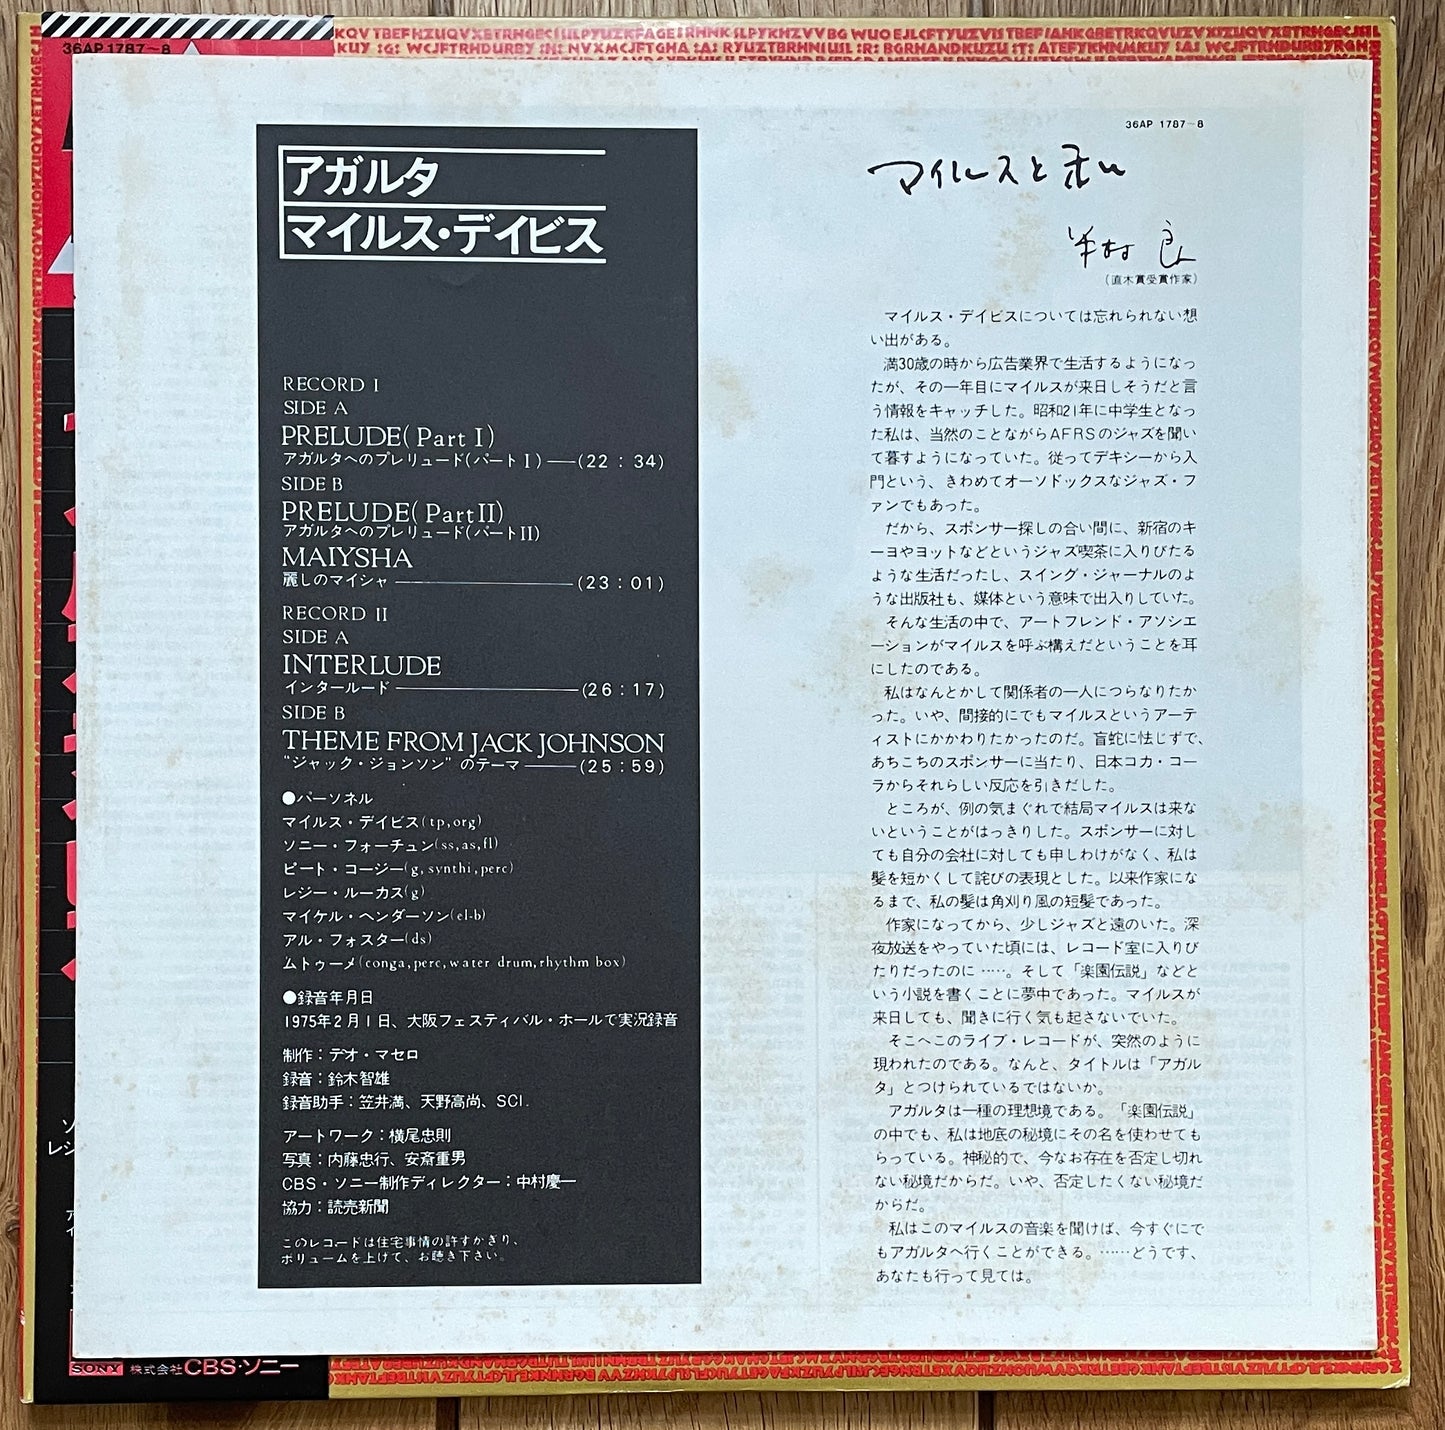 36AP 1787〜8
アガルタ
マイルス・デイビス
RECORD I
SIDE A
PRELUDE(Part I)
アガルタへのプレリュード(パートI)──(22:34)
SIDE B
PRELUDE(Part II)
アガルタへのプレリュード(パートII)
MAIYSHA
麗しのマイシャ──(23:01)
RECORD II
SIDE A
INTERLUDE
インタールード──(26:17)
SIDE B
THEME FROM JACK JOHNSON
“ジャック・ジョンソン”のテーマ──(25:59)
●パーソネル
マイルス・デイビス(tp,org)
ソニー・フォーチュン(ss,as,fl)
ピート・コージー(g,synthi,perc)
レジー・ルーカス(g)
マイケル・ヘンダーソン(el-b)
アル・フォスター(ds)
ムトゥーメ(conga,perc,water drum,rhythm box)
●録音年月日
1975年2月1日、大阪フェスティバル・ホールで実況録音
制作：テオ・マセロ
録音：鈴木智雄
録音助手：笠井満、天野高尚、SCI.
アートワーク：横尾忠則
写真：内藤忠行、安斎重男
CBS・ソニー制作ディレクター：中村慶一
協力：読売新聞
このレコードは住宅事情の許すかぎり、
ボリュームを上げて、お聴き下さい。
36AP 1787〜8
マイルスと私
半村 良
(直木賞受賞作家)
マイルス・デイビスについては忘れられない想
い出がある。
満30歳の時から広告業界で生活するようになっ
たが、その一年目にマイルスが来日しそうだと言
う情報をキャッチした。昭和21年に中学生となっ
た私は、当然のことながらAFRSのジャズを聞い
て暮すようになっていた。従ってデキシーから入
門という、きわめてオーソドックスなジャズ・フ
ァンでもあった。
だから、スポンサー探しの合い間に、新宿のキ
ーヨやヨットなどというジャズ喫茶に入りびたる
ような生活だったし、スイング・ジャーナルのよ
うな出版社も、媒体という意味で出入りしていた。
そんな生活の中で、アートフレンド・アソシエ
ーションがマイルスを呼ぶ構えだということを耳
にしたのである。
私はなんとかして関係者の一人につらなりたか
った。いや、間接的にでもマイルスというアーテ
ィストにかかわりたかったのだ。盲蛇に怯じずで、
あちこちのスポンサーに当たり、日本コカ・コー
ラからそれらしい反応を引きだした。
ところが、例の気まぐれで結局マイルスは来な
いということがはっきりした。スポンサーに対し
ても自分の会社に対しても申しわけがなく、私は
髪を短かくして詫びの表現とした。以来作家にな
るまで、私の髪は角刈り風の短髪であった。
作家になってから、少しジャズと遠のいた。深
夜放送をやっていた頃には、レコード室に入りび
たりだったのに……。そして「楽園伝説」などと
いう小説を書くことに夢中であった。マイルスが
来日しても、聞きに行く気も起さないでいた。
そこへこのライブ・レコードが、突然のように
現われたのである。なんと、タイトルは「アガル
タ」とつけられているではないか。
アガルタは一種の理想境である。「楽園伝説」
の中でも、私は地底の秘境にその名を使わせても
らっている。神秘的で、今なお存在を否定し切れ
ない秘境だからだ。いや、否定したくない秘境だ
からだ。
私はこのマイルスの音楽を聞けば、今すぐにで
もアガルタへ行くことができる。……どうです、
あなたも行って見ては。
SONY 株式会社CBS・ソニー